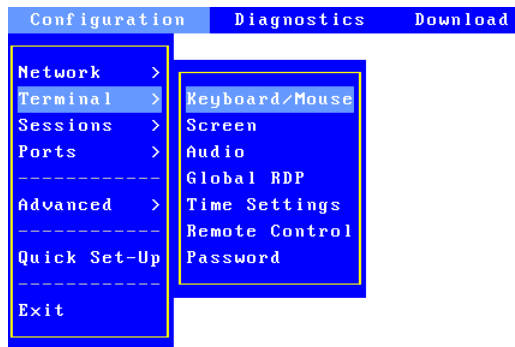 Configuration Diagnostics Download
Network >
Terminal > Keyboard/Mouse
Sessions > Screen
Ports > Audio
------------ Global RDP
Advanced > Time Settings
------------ Remote Control
Quick Set-Up Password
------------
Exit